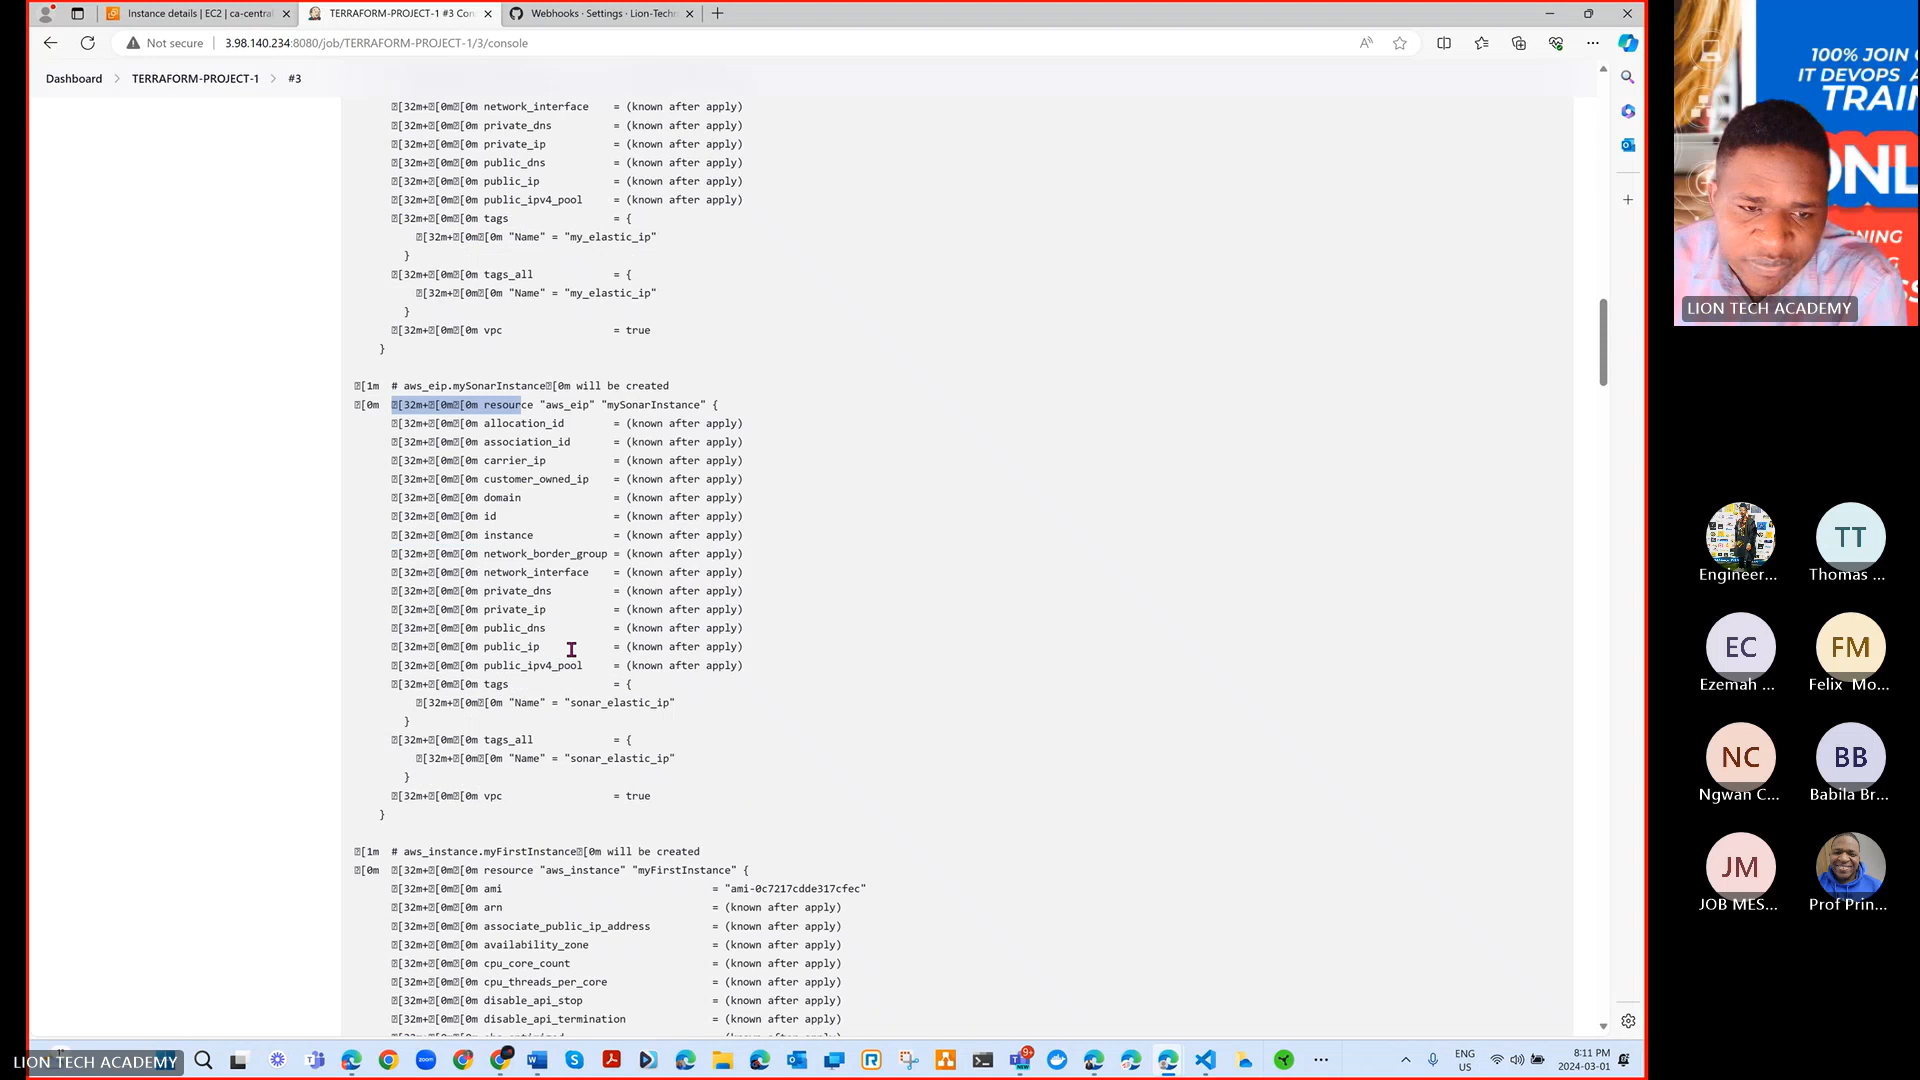 Instance details | EC2 | ca-central
TERRAFORM-PROJECT-1 #3 Con
Webhooks · Settings · Lion-Tech
Not secure
3.98.140.234:8080/job/TERRAFORM-PROJECT-1/3/console
Dashboard > TERRAFORM-PROJECT-1 > #3
[32m+[0m[0m network_interface = (known after apply)
[32m+[0m[0m private_dns = (known after apply)
[32m+[0m[0m private_ip = (known after apply)
[32m+[0m[0m public_dns = (known after apply)
[32m+[0m[0m public_ip = (known after apply)
[32m+[0m[0m public_ipv4_pool = (known after apply)
[32m+[0m[0m tags = {
[32m+[0m[0m "Name" = "my_elastic_ip"
}
[32m+[0m[0m tags_all = {
[32m+[0m[0m "Name" = "my_elastic_ip"
}
[32m+[0m[0m vpc = true
}
[1m # aws_eip.mySonarInstance[0m will be created
[0m [32m+[0m[0m resource "aws_eip" "mySonarInstance" {
[32m+[0m[0m allocation_id = (known after apply)
[32m+[0m[0m association_id = (known after apply)
[32m+[0m[0m carrier_ip = (known after apply)
[32m+[0m[0m customer_owned_ip = (known after apply)
[32m+[0m[0m domain = (known after apply)
[32m+[0m[0m id = (known after apply)
[32m+[0m[0m instance = (known after apply)
[32m+[0m[0m network_border_group = (known after apply)
[32m+[0m[0m network_interface = (known after apply)
[32m+[0m[0m private_dns = (known after apply)
[32m+[0m[0m private_ip = (known after apply)
[32m+[0m[0m public_dns = (known after apply)
[32m+[0m[0m public_ip = (known after apply)
[32m+[0m[0m public_ipv4_pool = (known after apply)
[32m+[0m[0m tags = {
[32m+[0m[0m "Name" = "sonar_elastic_ip"
}
[32m+[0m[0m tags_all = {
[32m+[0m[0m "Name" = "sonar_elastic_ip"
}
[32m+[0m[0m vpc = true
}
[1m # aws_instance.myFirstInstance[0m will be created
[0m [32m+[0m[0m resource "aws_instance" "myFirstInstance" {
[32m+[0m[0m ami = "ami-0c7217cdde317cfec"
[32m+[0m[0m arn = (known after apply)
[32m+[0m[0m associate_public_ip_address = (known after apply)
[32m+[0m[0m availability_zone = (known after apply)
[32m+[0m[0m cpu_core_count = (known after apply)
[32m+[0m[0m cpu_threads_per_core = (known after apply)
[32m+[0m[0m disable_api_stop = (known after apply)
[32m+[0m[0m disable_api_termination = (known after apply)
100% JOIN
IT DEVOPS A
TRAI
ONL
NING
LION TECH ACADEMY
TT
Engineer...
Thomas ...
EC
FM
Ezemah ...
Felix Mo...
NC
BB
Ngwan C...
Babila Br...
JM
JOB MES...
Prof Prin...
LION TECH ACADEMY
zoom
9+
NEW
ENG
US
8:11 PM
2024-03-01